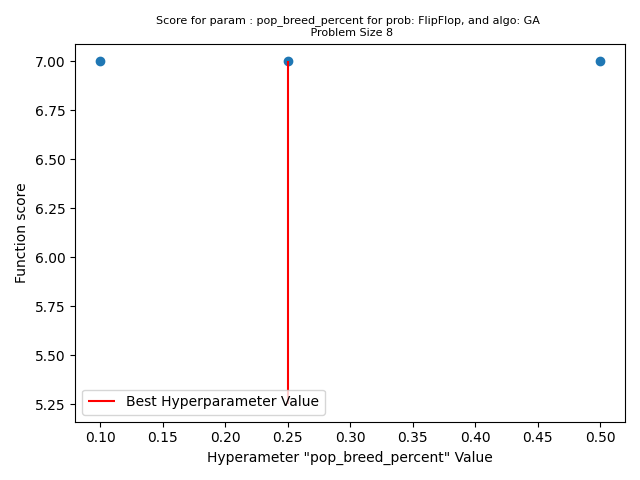 Score for param : pop_breed_percent for prob: FlipFlop, and algo: GA
Problem Size 8
7.00
6.75
6.50
6.25
6.00
5.75
5.50
5.25
Function score
Best Hyperparameter Value
0.10 0.15 0.20 0.25 0.30 0.35 0.40 0.45 0.50
Hyperameter "pop_breed_percent" Value